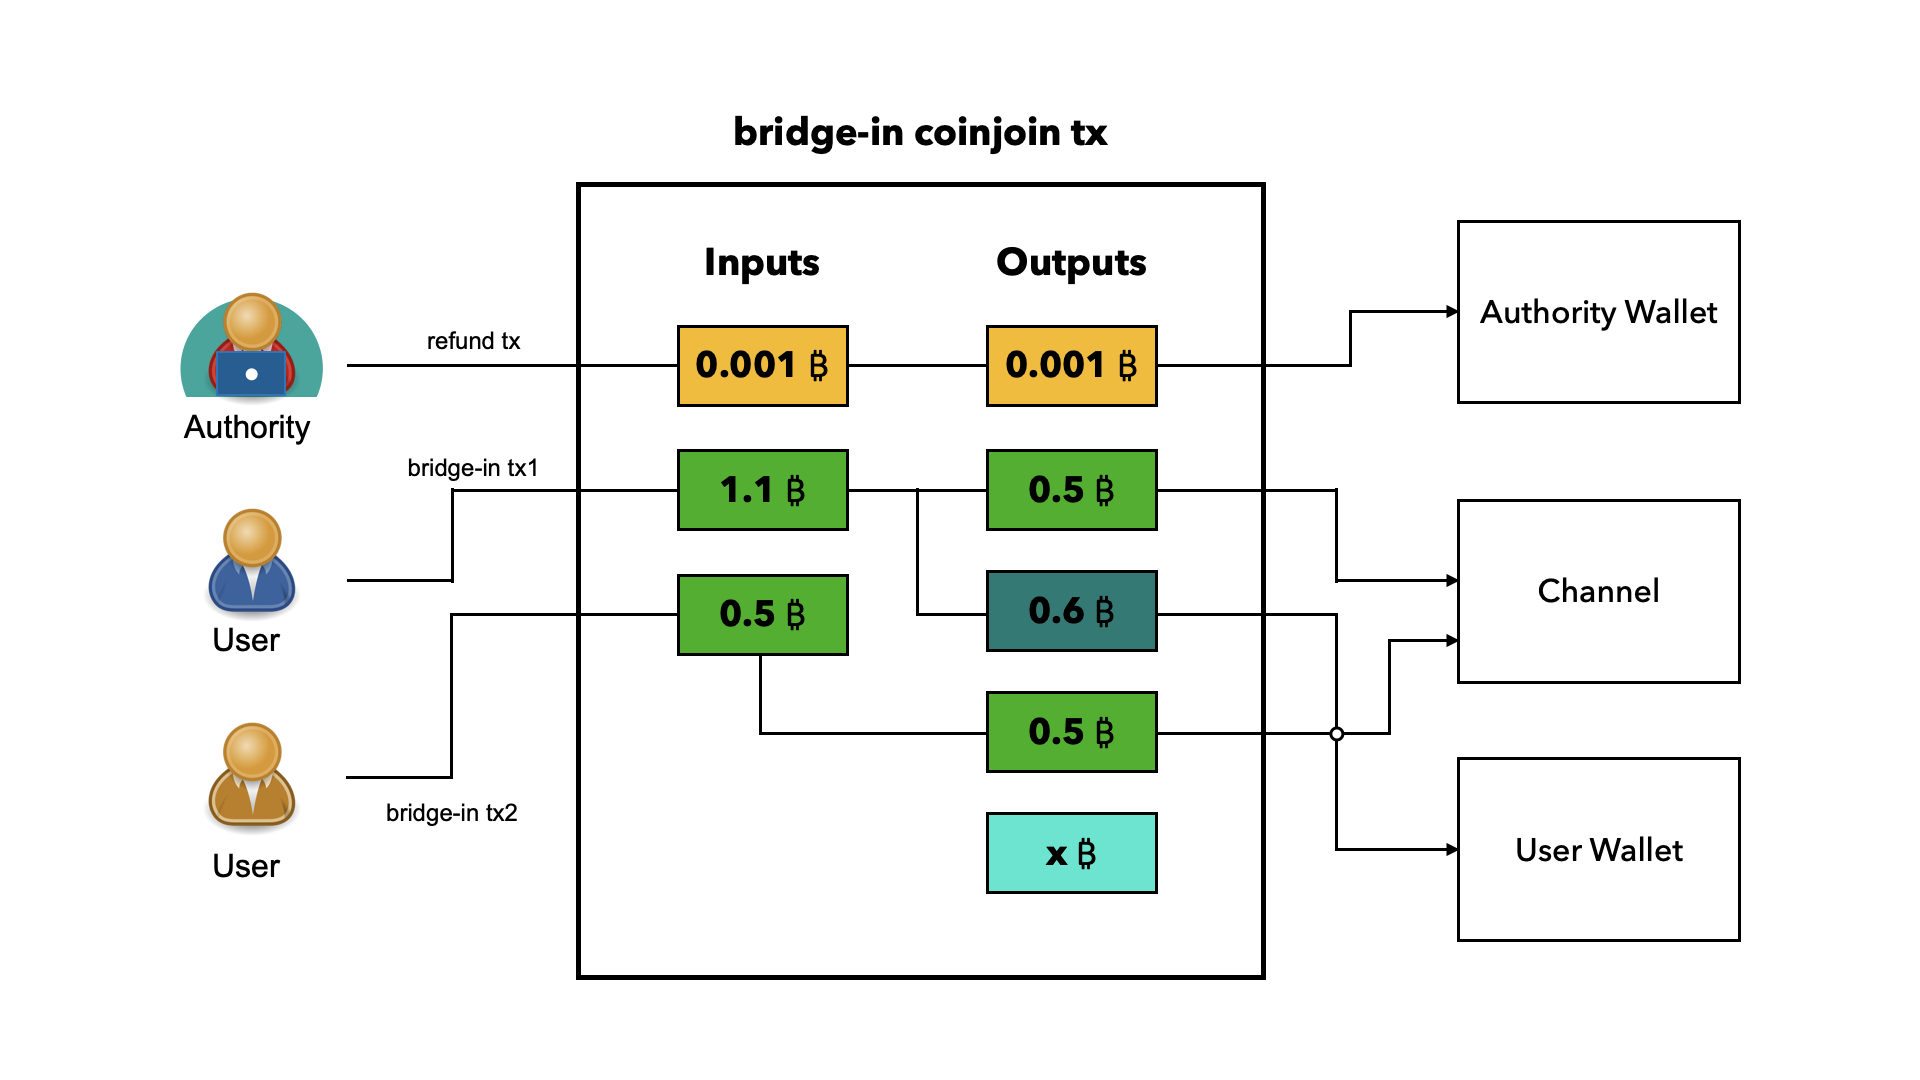 bridge-in coinjoin tx
Inputs
Outputs
refund tx
0.001 ₿
0.001 ₿
Authority Wallet
Authority
bridge-in tx1
1.1 ₿
0.5 ₿
Channel
User
0.5 ₿
0.6 ₿
0.5 ₿
bridge-in tx2
x ₿
User Wallet
User